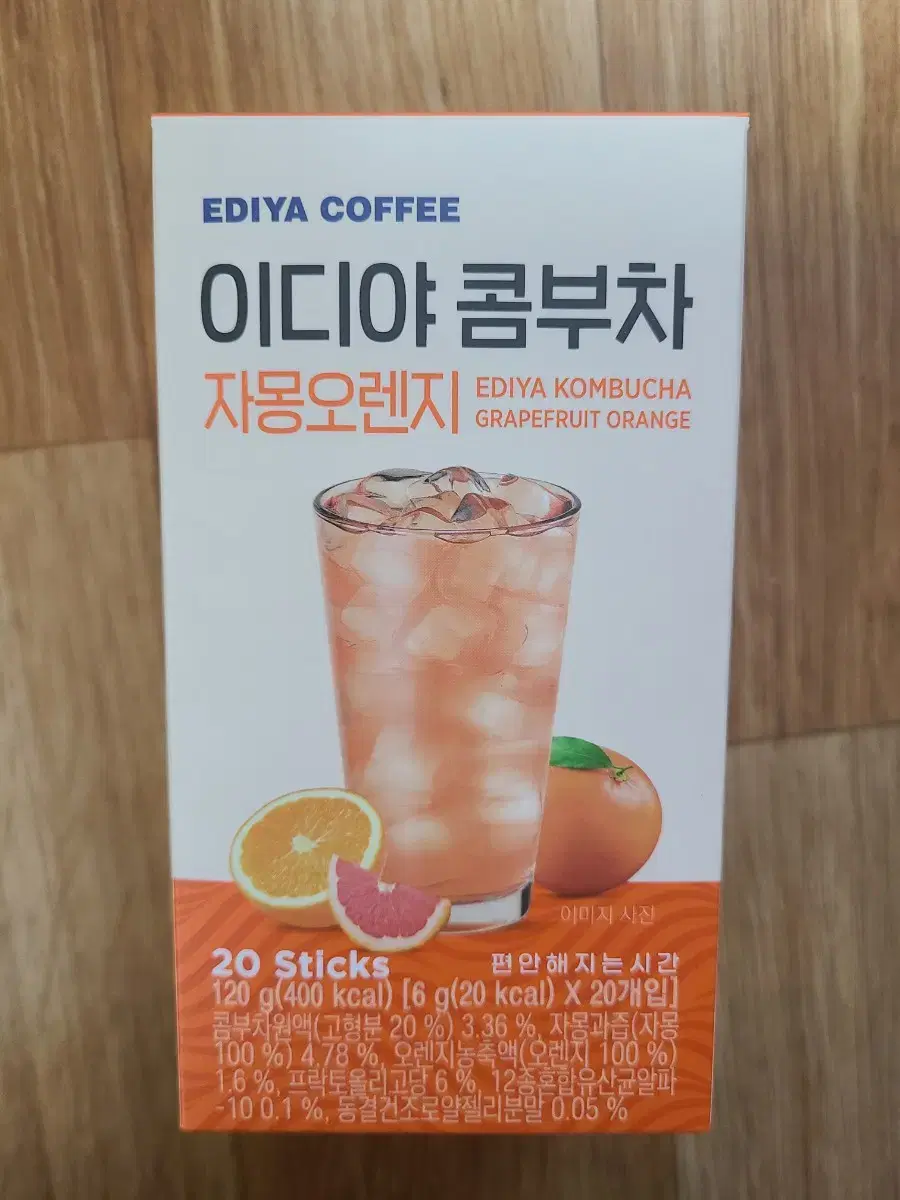 EDIYA COFFEE
이디야 콤부차
자몽오렌지
EDIYA KOMBUCHA
GRAPEFRUIT ORANGE
이미지 사진
20 Sticks
편안해지는시간
120 g(400 kcal) [6 g(20 kcal) X 20개입]
콤부차원액(고형분 20 %) 3.36 %, 자몽과즙(자몽
100 %) 4.78 %, 오렌지농축액(오렌지 100 %)
1.6 %, 프락토올리고당 6 %, 12종혼합유산균알파
-10 0.1 %, 동결건조로얄젤리분말 0.05 %